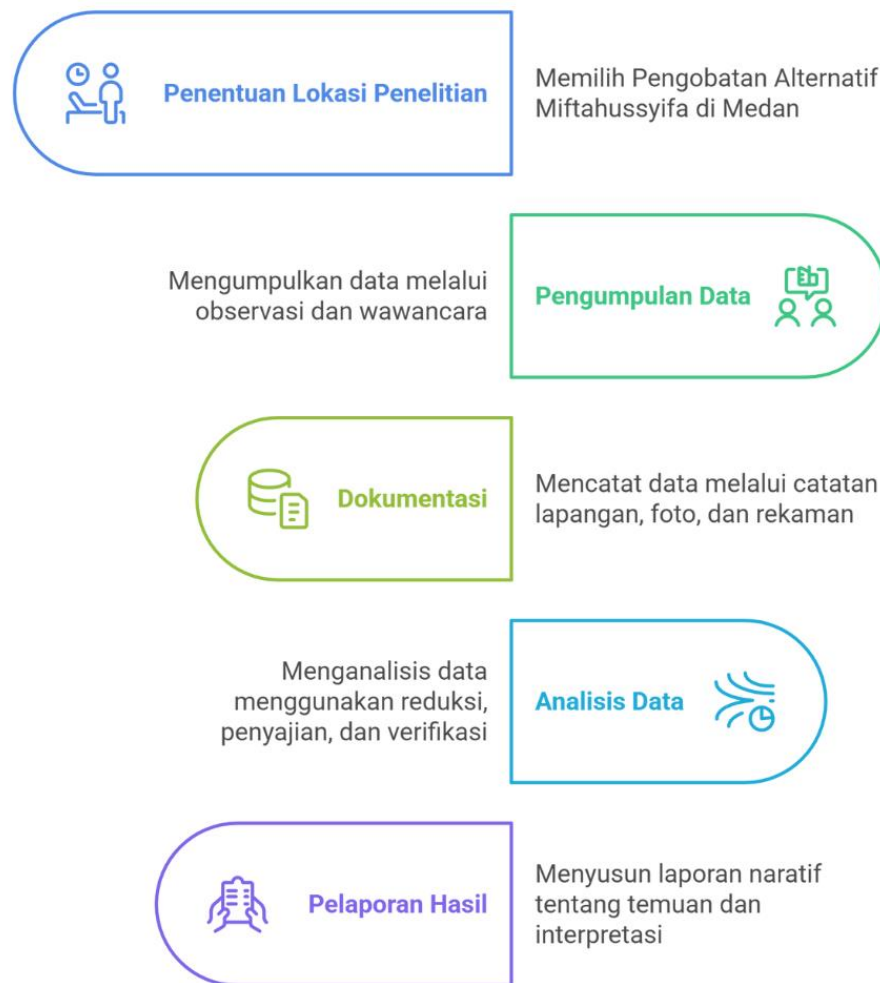 Penentuan Lokasi Penelitian
Memilih Pengobatan Alternatif
Miftahussyifa di Medan
Mengumpulkan data melalui
observasi dan wawancara
Pengumpulan Data
Dokumentasi
Mencatat data melalui catatan
lapangan, foto, dan rekaman
Menganalisis data
menggunakan reduksi,
penyajian, dan verifikasi
Analisis Data
Pelaporan Hasil
Menyusun laporan naratif
tentang temuan dan
interpretasi